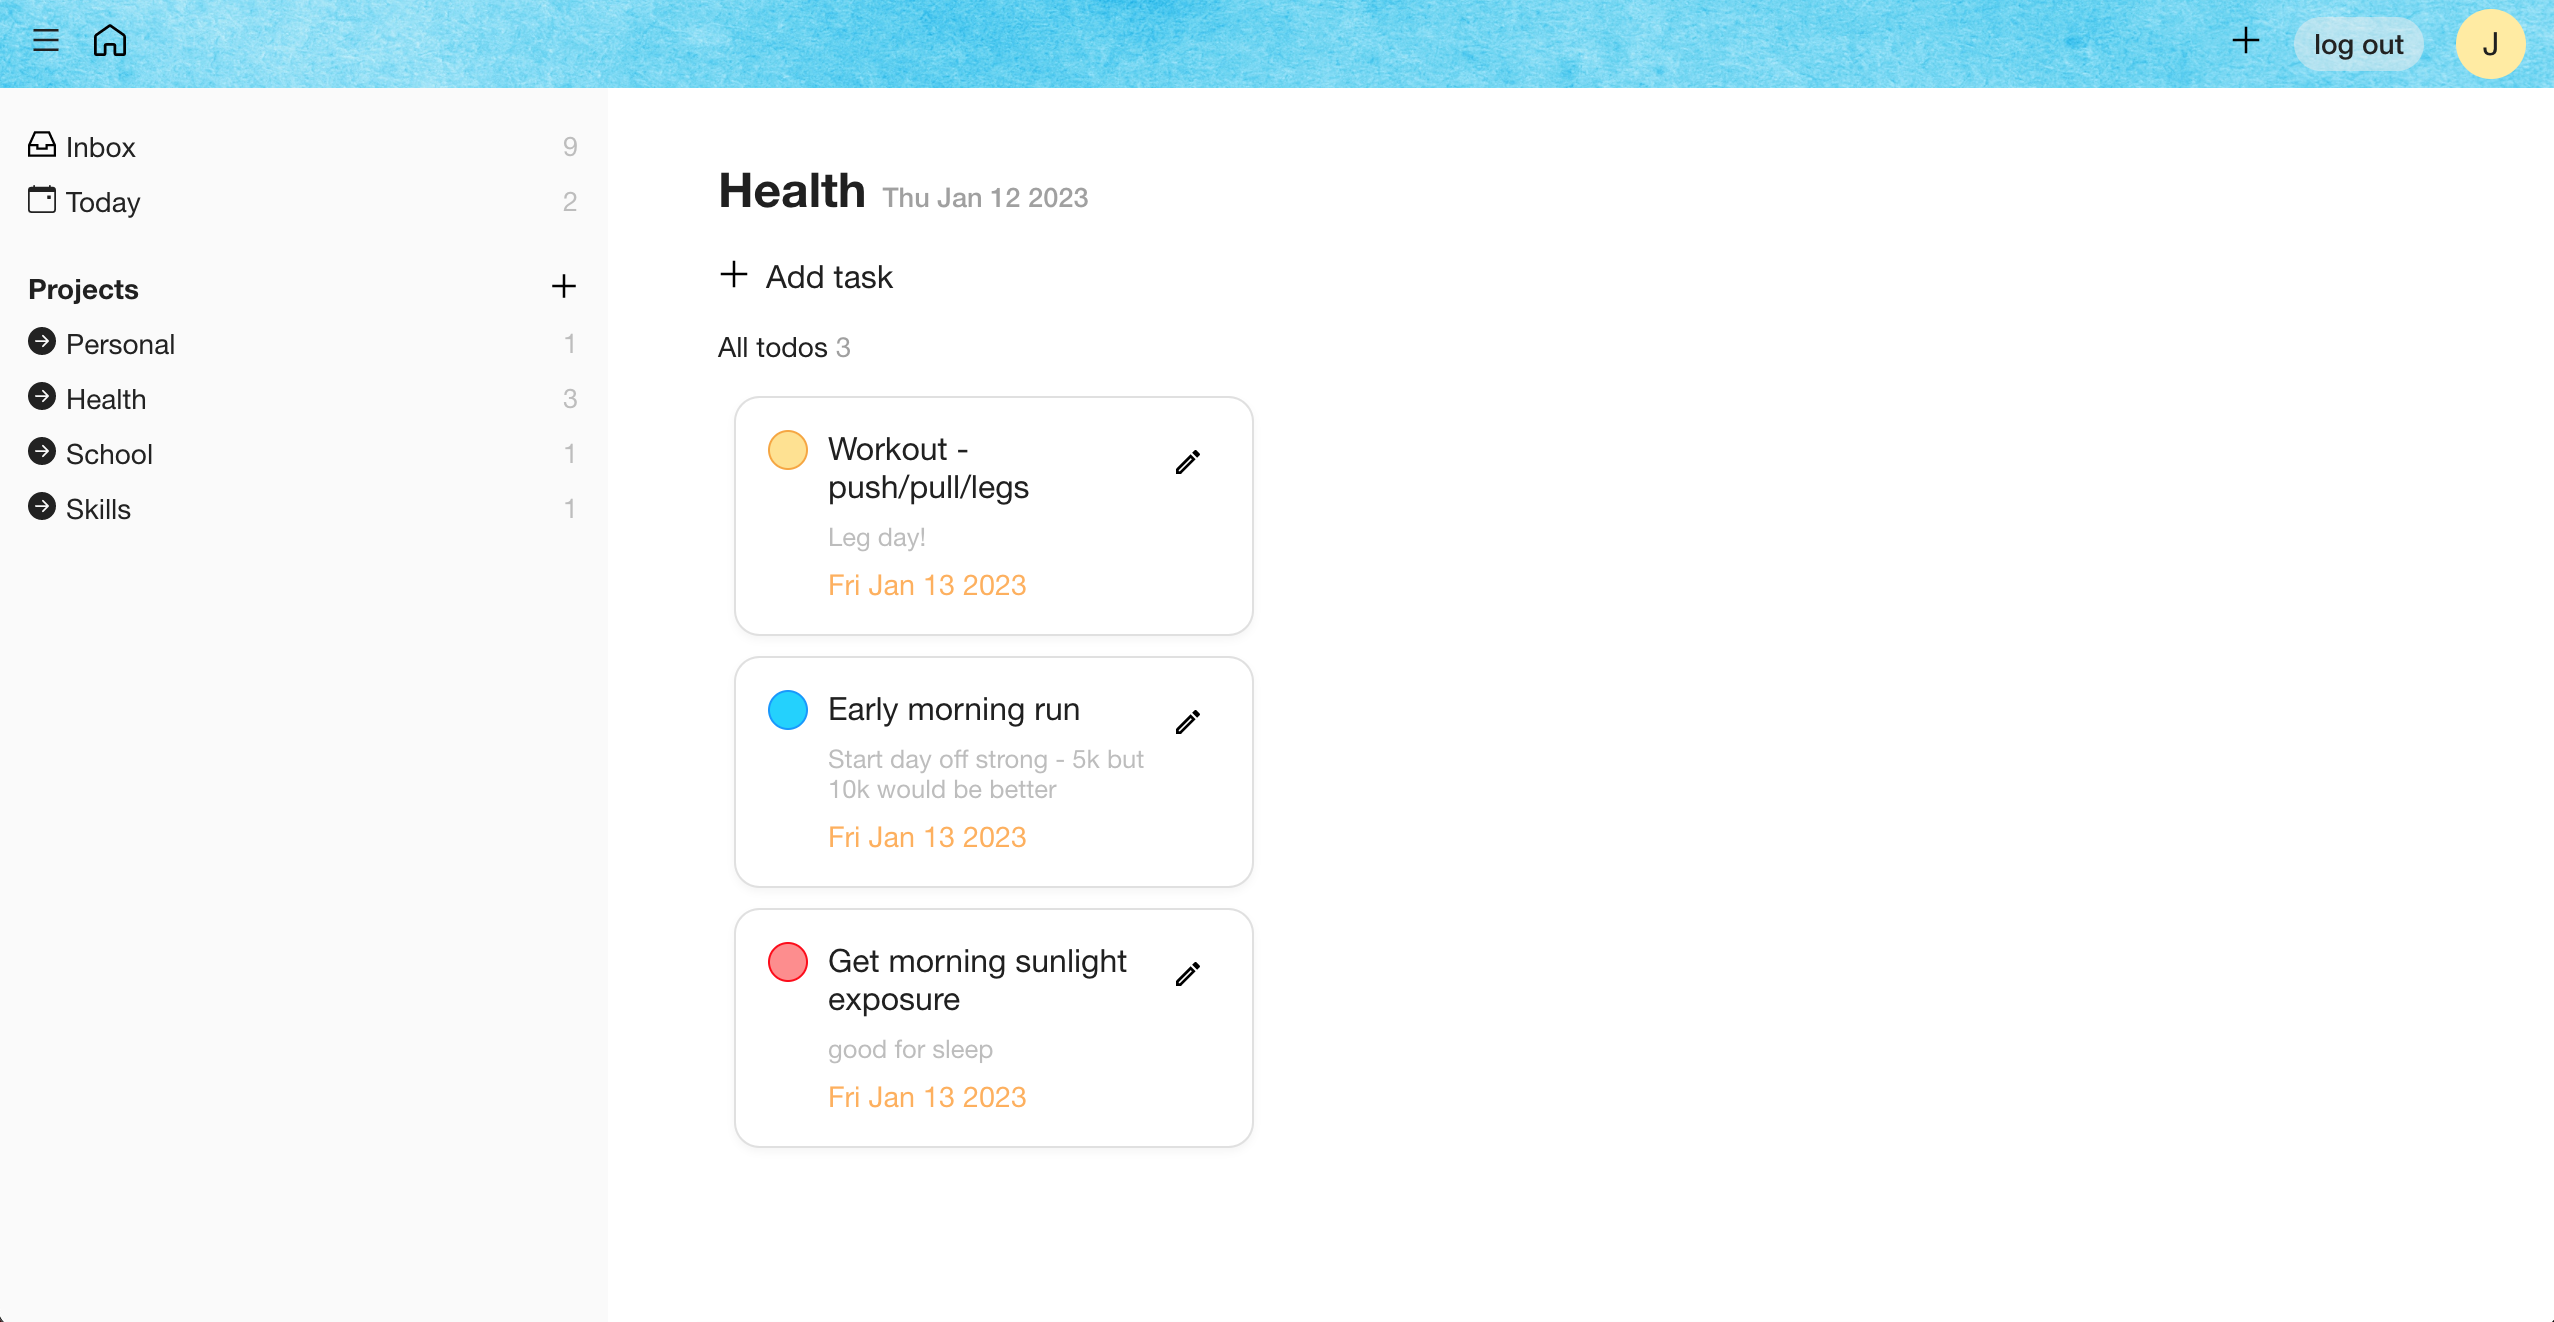 log out
J
Inbox 9
Today 2
Projects
Personal 1
Health 3
School 1
Skills 1
Health Thu Jan 12 2023
Add task
All todos 3
Workout -
push/pull/legs
Leg day!
Fri Jan 13 2023
Early morning run
Start day off strong - 5k but
10k would be better
Fri Jan 13 2023
Get morning sunlight
exposure
good for sleep
Fri Jan 13 2023